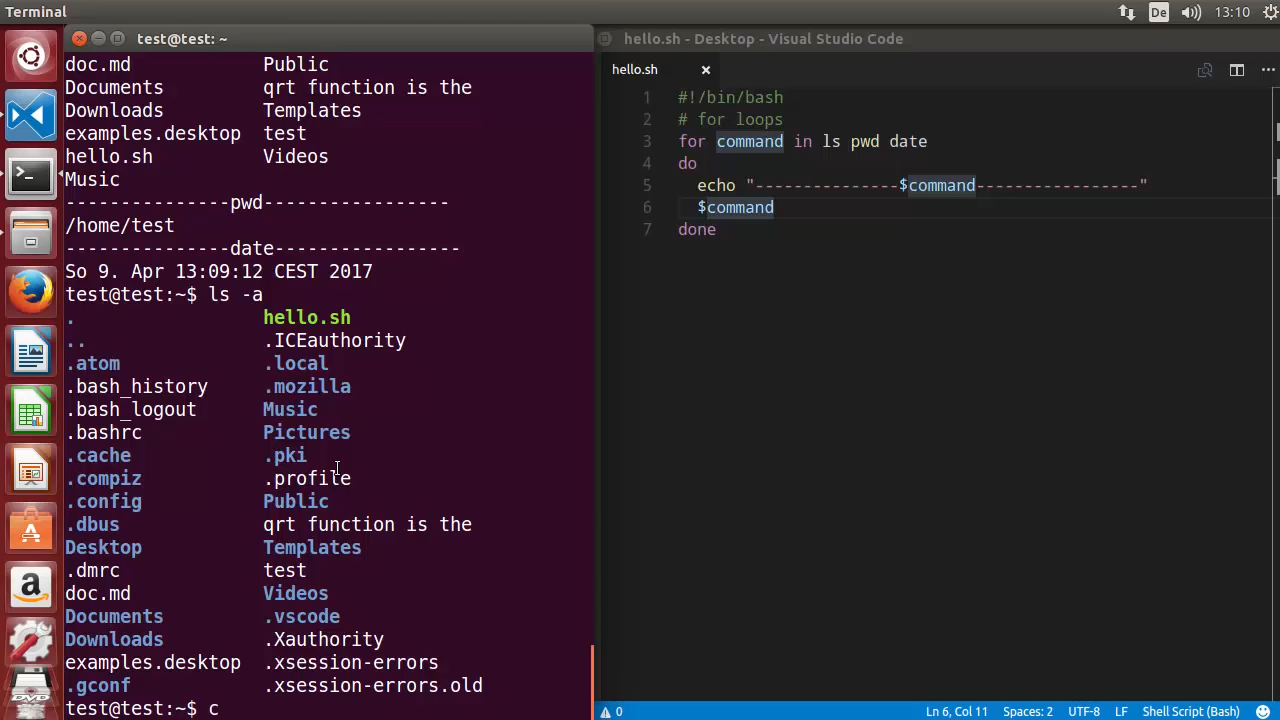 Terminal
De
13:10
test@test: ~
doc.md Public
Documents qrt function is the
Downloads Templates
examples.desktop test
hello.sh Videos
Music
---------------pwd-----------------
/home/test
---------------date-----------------
So 9. Apr 13:09:12 CEST 2017
test@test:~$ ls -a
. hello.sh
.. .ICEauthority
.atom .local
.bash_history .mozilla
.bash_logout Music
.bashrc Pictures
.cache .pki
.compiz .profile
.config Public
.dbus qrt function is the
Desktop Templates
.dmrc test
doc.md Videos
Documents .vscode
Downloads .Xauthority
examples.desktop .xsession-errors
.gconf .xsession-errors.old
test@test:~$ c
hello.sh - Desktop - Visual Studio Code
hello.sh
1 #!/bin/bash
2 # for loops
3 for command in ls pwd date
4 do
5 echo "---------------$command-----------------"
6 $command
7 done
0
Ln 6, Col 11
Spaces: 2
UTF-8
LF
Shell Script (Bash)
a
DVD